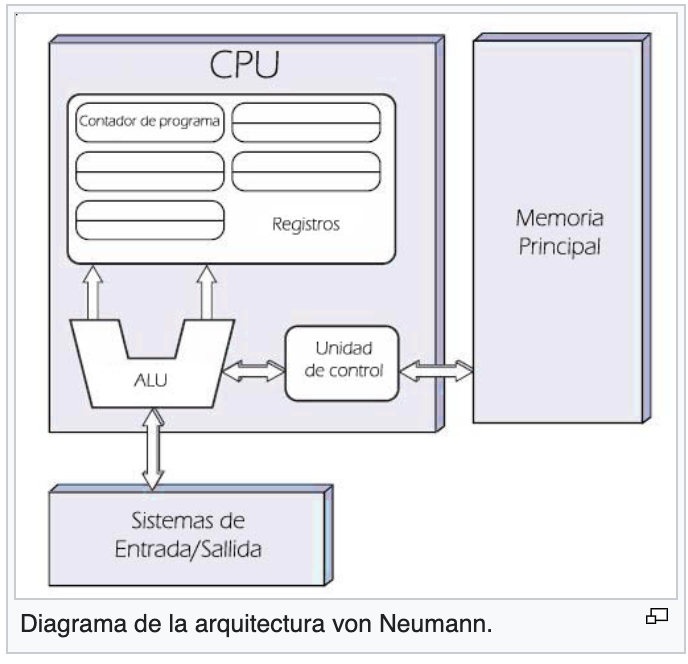 CPU
Contador de programa
Registros
Memoria
Principal
ALU
Unidad
de control
Sistemas de
Entrada/Sallida
Diagrama de la arquitectura von Neumann.